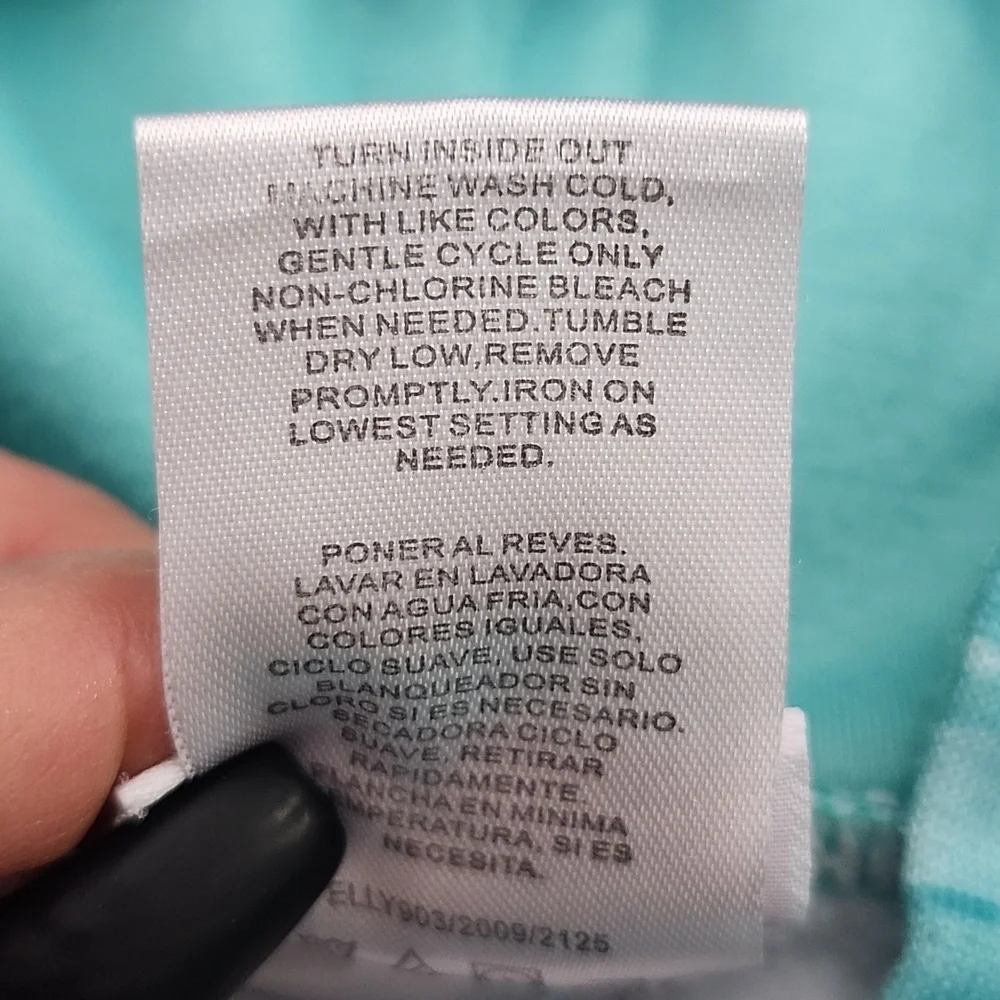 TURN INSIDE OUT
MACHINE WASH COLD,
WITH LIKE COLORS,
GENTLE CYCLE ONLY
NON-CHLORINE BLEACH
WHEN NEEDED.TUMBLE
DRY LOW,REMOVE
PROMPTLY.IRON ON
LOWEST SETTING AS
NEEDED.
PONER AL REVES.
LAVAR EN LAVADORA
CON AGUA FRIA,CON
COLORES IGUALES,
CICLO SUAVE, USE SOLO
BLANQUEADOR SIN
CLORO SI ES NECESARIO.
SECADORA CICLO
SUAVE, RETIRAR
RAPIDAMENTE.
PLANCHA EN MINIMA
MPERATURA, SI ES
NECESITA.
ELLY903/2009/2125